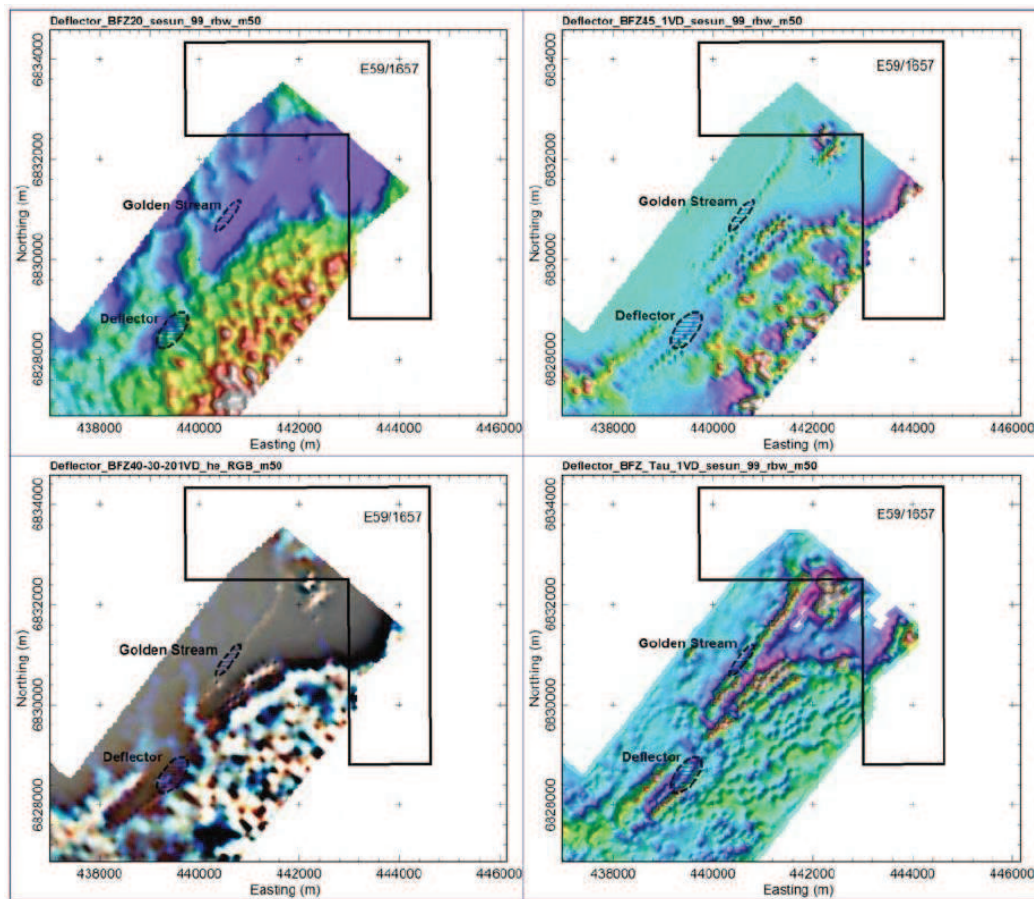 Deflector_BFZ20_sesun_99_rbw_m50
E59/1657
Golden Stream
Deflector
Northing (m)
6834000
6832000
6830000
6828000
438000 440000 442000 444000 446000
Easting (m)
Deflector_BFZ45_1VD_sesun_99_rbw_m50
E59/1657
Golden Stream
Deflector
Northing (m)
6834000
6832000
6830000
6828000
438000 440000 442000 444000 446000
Easting (m)
Deflector_BFZ40-30-201VD_he_RGB_m50
E59/1657
Golden Stream
Deflector
Northing (m)
6834000
6832000
6830000
6828000
438000 440000 442000 444000 446000
Easting (m)
Deflector_BFZ_Tau_1VD_sesun_99_rbw_m50
E59/1657
Golden Stream
Deflector
Northing (m)
6834000
6832000
6830000
6828000
438000 440000 442000 444000 446000
Easting (m)